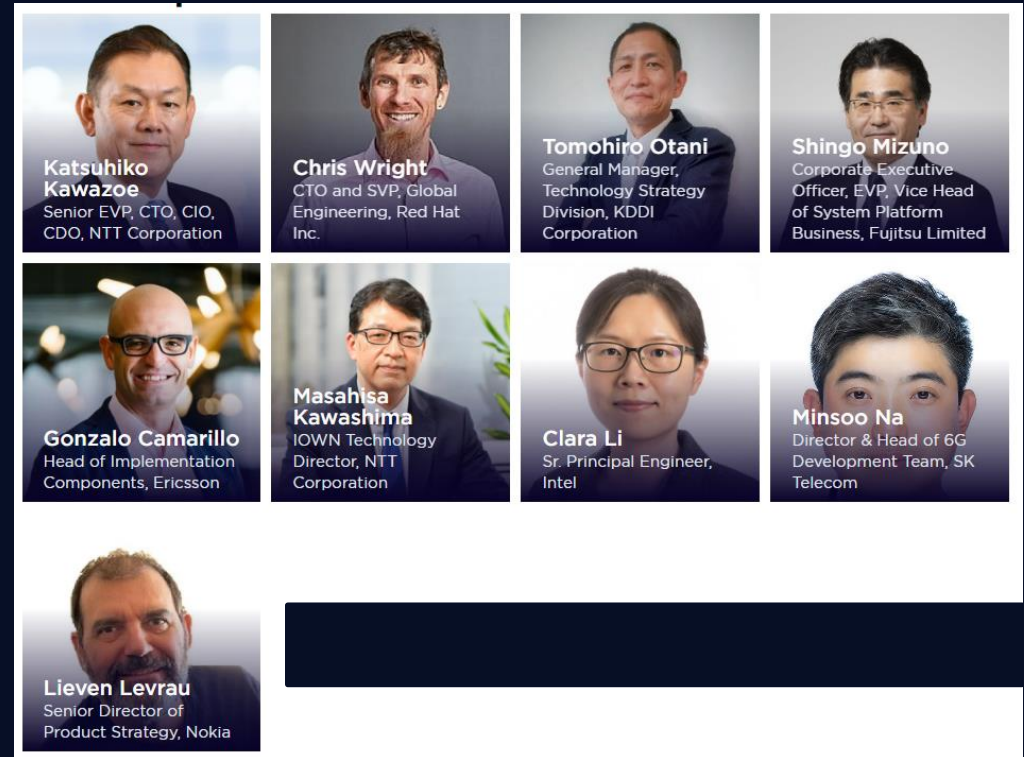 Katsuhiko
Kawazoe
Senior EVP, CTO, CIO,
CDO, NTT Corporation
Chris Wright
CTO and SVP, Global
Engineering, Red Hat
Inc.
Tomohiro Otani
General Manager,
Technology Strategy
Division, KDDI
Corporation
Shingo Mizuno
Corporate Executive
Officer, EVP, Vice Head
of System Platform
Business, Fujitsu Limited
Gonzalo Camarillo
Head of Implementation
Components, Ericsson
Masahisa
Kawashima
IOWN Technology
Director, NTT
Corporation
Clara Li
Sr. Principal Engineer,
Intel
Minsoo Na
Director & Head of 6G
Development Team, SK
Telecom
Lieven Levrau
Senior Director of
Product Strategy, Nokia